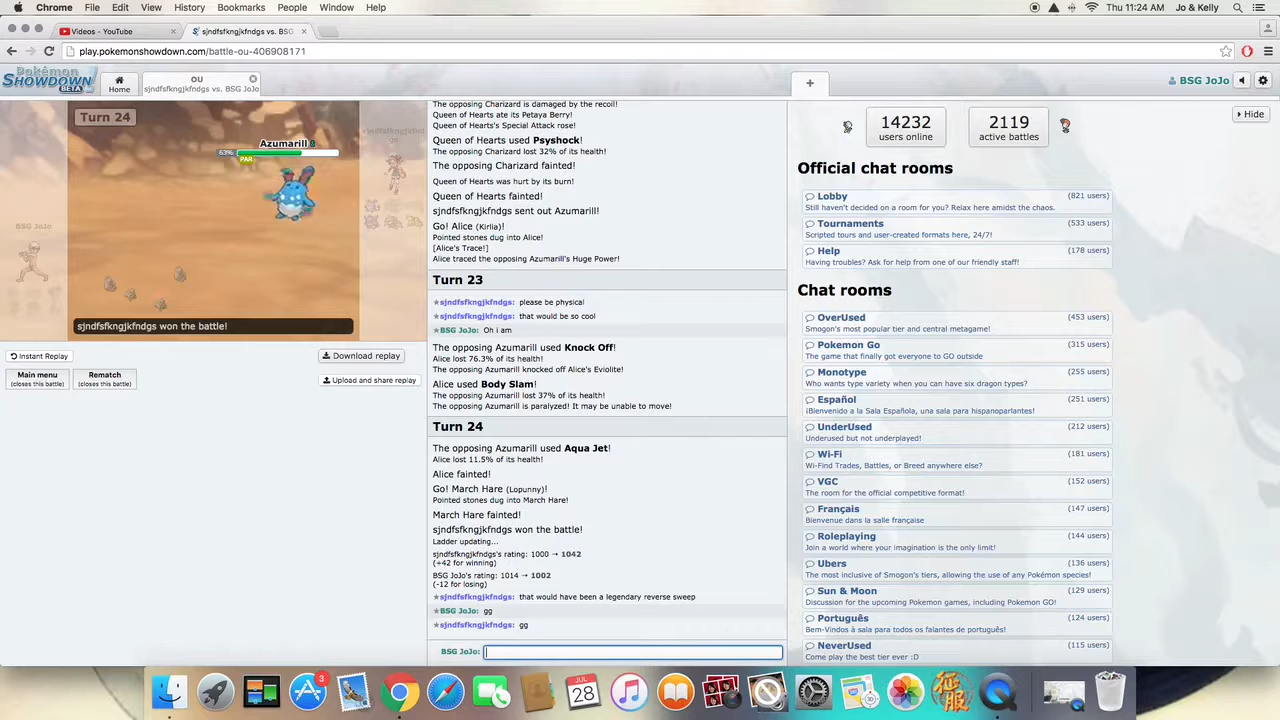 Chrome File Edit View History Bookmarks People Window Help Thu 11:24 AM Jo & Kelly
Videos - YouTube
sjndfsfkngjkfndgs vs. BSG
play.pokemonshowdown.com/battle-ou-406908171
Pokémon
SHOWDOWN
BETA
Home
OU
sjndfsfkngjkfndgs vs. BSG JoJo
BSG JoJo
Turn 24
Azumarill
63%
PAR
BSG JoJo
sjndfsfkngjkfndgs won the battle!
Instant Replay
Download replay
Main menu
(closes this battle)
Rematch
(closes this battle)
Upload and share replay
The opposing Charizard is damaged by the recoil!
Queen of Hearts ate its Petaya Berry!
Queen of Hearts's Special Attack rose!
Queen of Hearts used Psyshock!
The opposing Charizard lost 32% of its health!
The opposing Charizard fainted!
Queen of Hearts was hurt by its burn!
Queen of Hearts fainted!
sjndfsfkngjkfndgs sent out Azumarill!
Go! Alice (Kirlia)!
Pointed stones dug into Alice!
[Alice's Trace!]
Alice traced the opposing Azumarill's Huge Power!
Turn 23
★sjndfsfkngjkfndgs: please be physical
★sjndfsfkngjkfndgs: that would be so cool
★BSG JoJo: Oh i am
The opposing Azumarill used Knock Off!
Alice lost 76.3% of its health!
The opposing Azumarill knocked off Alice's Eviolite!
Alice used Body Slam!
The opposing Azumarill lost 37% of its health!
The opposing Azumarill is paralyzed! It may be unable to move!
Turn 24
The opposing Azumarill used Aqua Jet!
Alice lost 11.5% of its health!
Alice fainted!
Go! March Hare (Lopunny)!
Pointed stones dug into March Hare!
March Hare fainted!
sjndfsfkngjkfndgs won the battle!
Ladder updating...
sjndfsfkngjkfndgs's rating: 1000 → 1042
(+42 for winning)
BSG JoJo's rating: 1014 → 1002
(-12 for losing)
★sjndfsfkngjkfndgs: that would have been a legendary reverse sweep
★BSG JoJo: gg
★sjndfsfkngjkfndgs: gg
BSG JoJo:
14232
users online
2119
active battles
Hide
Official chat rooms
Lobby (821 users)
Still haven't decided on a room for you? Relax here amidst the chaos.
Tournaments (533 users)
Scripted tours and user-created formats here, 24/7!
Help (178 users)
Having troubles? Ask for help from one of our friendly staff!
Chat rooms
OverUsed (453 users)
Smogon's most popular tier and central metagame!
Pokemon Go (315 users)
The game that finally got everyone to GO outside
Monotype (255 users)
Who wants type variety when you can have six dragon types?
Español (251 users)
¡Bienvenido a la Sala Española, una sala para hispanoparlantes!
UnderUsed (212 users)
Underused but not underplayed!
Wi-Fi (181 users)
Wi-Find Trades, Battles, or Breed anywhere else?
VGC (152 users)
The room for the official competitive format!
Français (147 users)
Bienvenue dans la salle française
Roleplaying (144 users)
Join a world where your imagination is the only limit!
Ubers (136 users)
The most inclusive of Smogon's tiers, allowing the use of any Pokémon species!
Sun & Moon (129 users)
Discussion for the upcoming Pokemon games, including Pokemon GO!
Português (124 users)
Bem-Vindos à sala para todos os falantes de português!
NeverUsed (115 users)
Come play the best tier ever :D
3
JUL
28
征服